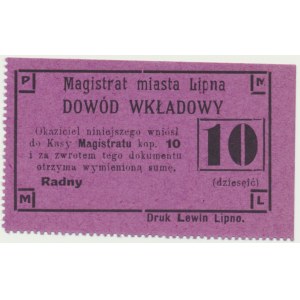 P N
Magistrat miasta Lipna
DOWÓD WKŁADOWY
Okaziciel niniejszego wniósł
do Kasy Magistratu kop. 10
i za zwrotem tego dokumentu
otrzyma wymienioną sumę.
10
Radny (dziesięć)
M L
Druk Lewin Lipno.